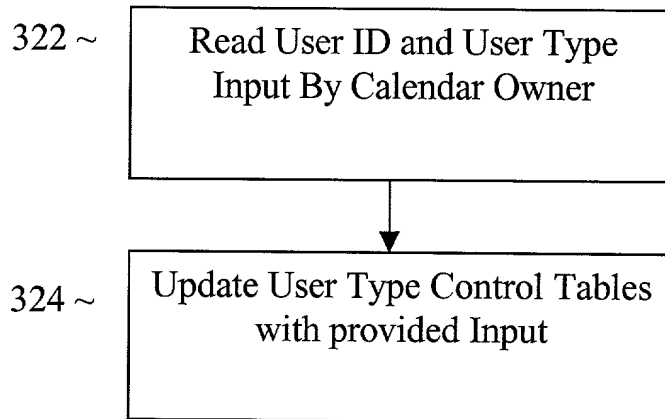 322 ~
Read User ID and User Type
Input By Calendar Owner
324 ~
Update User Type Control Tables
with provided Input